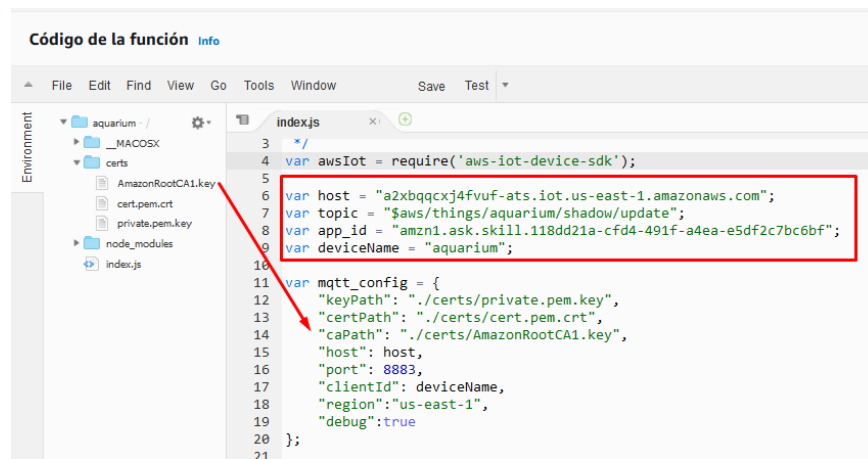 Código de la función Info
File Edit Find View Go Tools Window Save Test
Environment
aquarium - /
__MACOSX
certs
AmazonRootCA1.key
cert.pem.crt
private.pem.key
node_modules
index.js
index.js
3 */
4 var awsIot = require('aws-iot-device-sdk');
5
6 var host = "a2xbqqcxj4fvuf-ats.iot.us-east-1.amazonaws.com";
7 var topic = "$aws/things/aquarium/shadow/update";
8 var app_id = "amzn1.ask.skill.118dd21a-cfd4-491f-a4ea-e5df2c7bc6bf";
9 var deviceName = "aquarium";
10
11 var mqtt_config = {
12 "keyPath": "./certs/private.pem.key",
13 "certPath": "./certs/cert.pem.crt",
14 "caPath": "./certs/AmazonRootCA1.key",
15 "host": host,
16 "port": 8883,
17 "clientId": deviceName,
18 "region":"us-east-1",
19 "debug":true
20 };
21